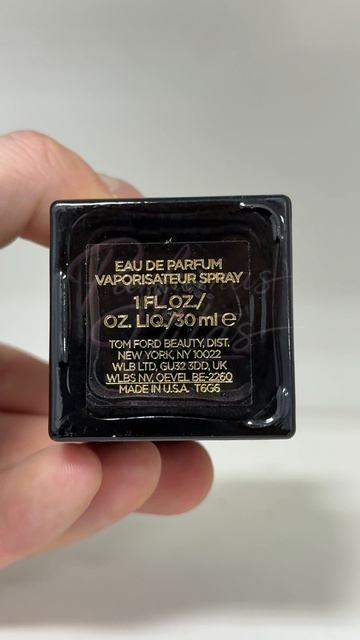 EAU DE PARFUM
VAPORISATEUR SPRAY
1 FL.OZ./
OZ. LIQ./30 ml ℮
TOM FORD BEAUTY, DIST.
NEW YORK, NY 10022
WLB LTD, GU32 3DD, UK
WLBS NV. OEVEL BE-2260
MADE IN U.S.A. T6G6